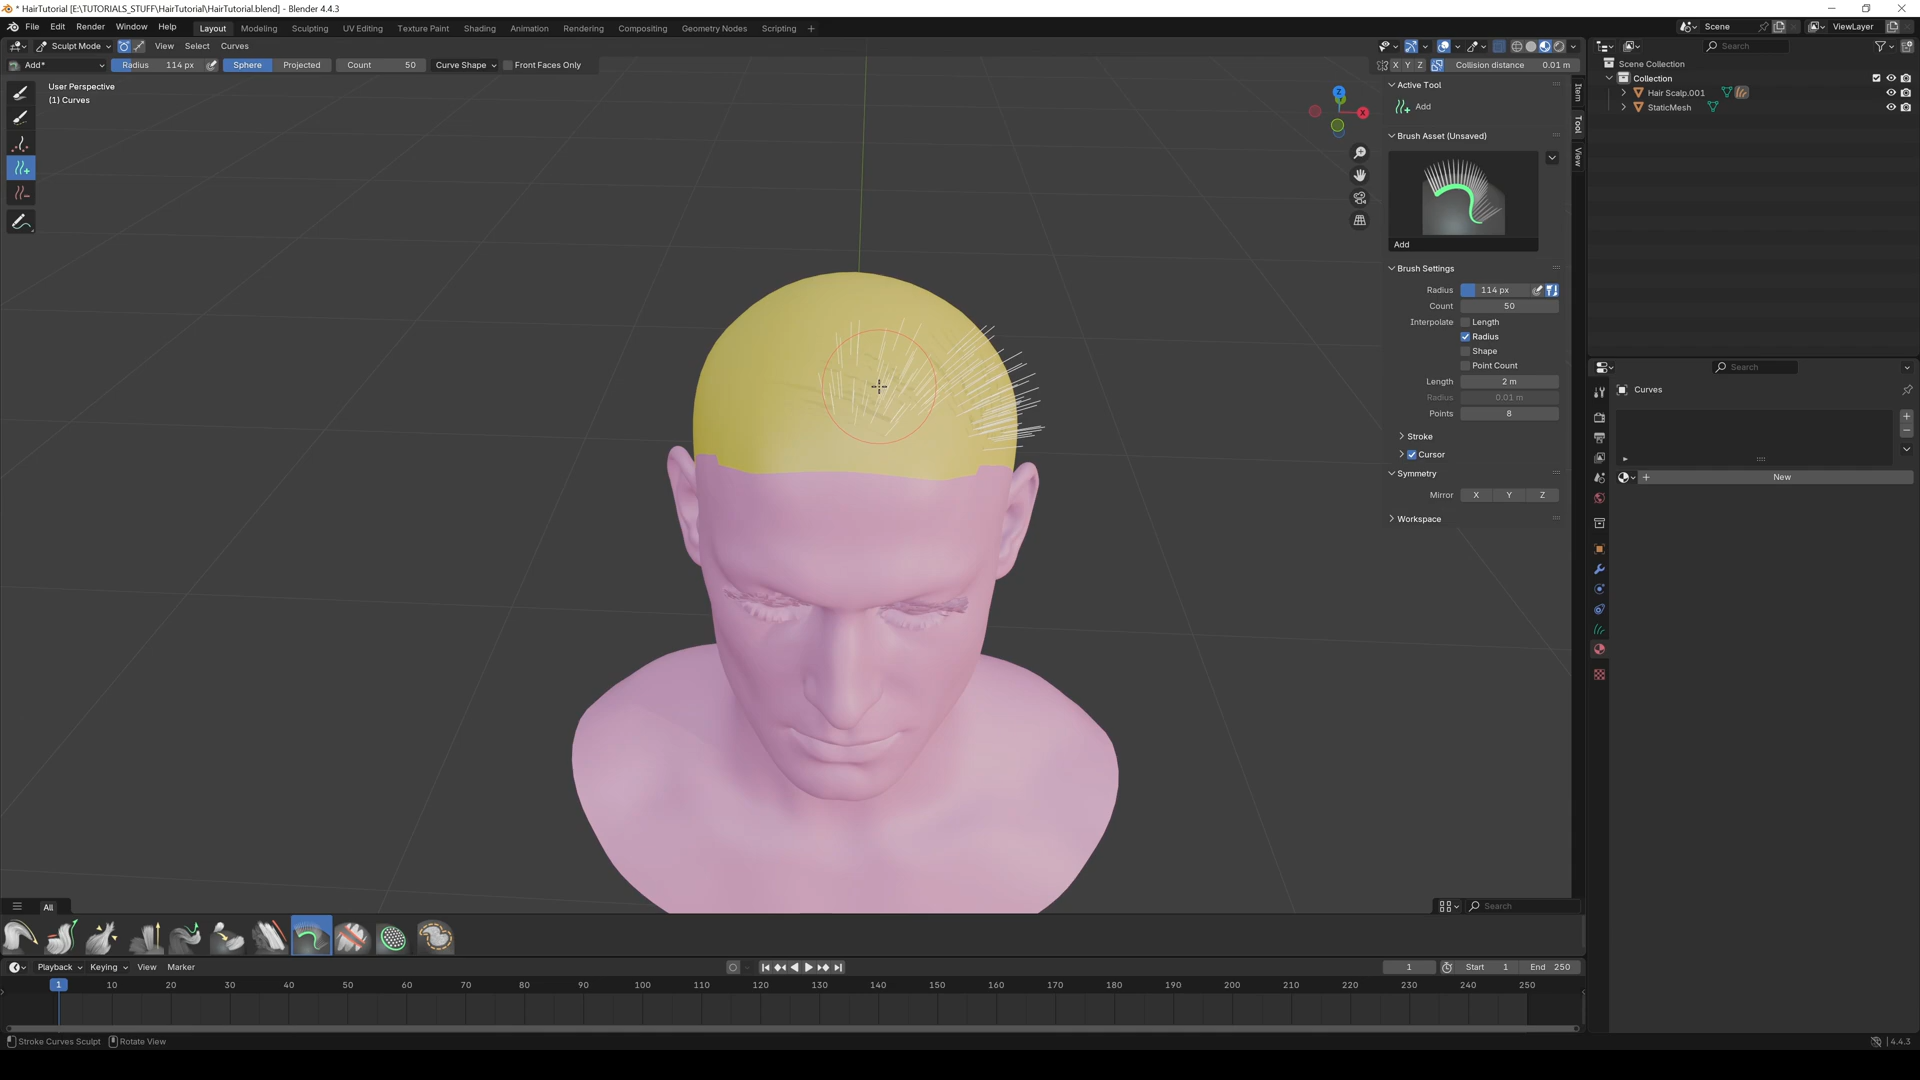 * HairTutorial [E:\TUTORIALS_STUFF\HairTutorial\HairTutorial.blend] - Blender 4.4.3
File Edit Render Window Help Layout Modeling Sculpting UV Editing Texture Paint Shading Animation Rendering Compositing Geometry Nodes Scripting + Scene ViewLayer
Sculpt Mode View Select Curves Search
Add* Radius 114 px Sphere Projected Count 50 Curve Shape Front Faces Only X Y Z Collision distance 0.01 m
Scene Collection
Collection
Hair Scalp.001
StaticMesh
User Perspective
(1) Curves
Z
X
Item
Tool
View
Active Tool
Add
Brush Asset (Unsaved)
Add
Brush Settings
Radius 114 px
Count 50
Interpolate Length
Radius
Shape
Point Count
Length 2 m
Radius 0.01 m
Points 8
Stroke
Cursor
Symmetry
Mirror X Y Z
Workspace
Search
Curves
+
New
All Search
Playback Keying View Marker 1 Start 1 End 250
1 10 20 30 40 50 60 70 80 90 100 110 120 130 140 150 160 170 180 190 200 210 220 230 240 250
Stroke Curves Sculpt Rotate View 4.4.3